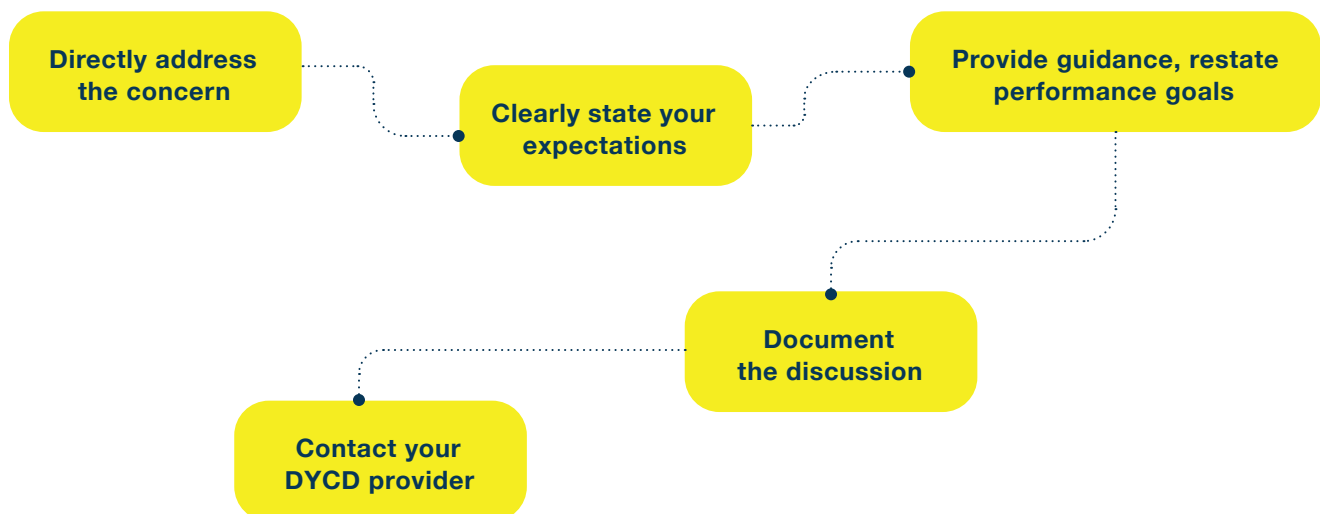 Directly address
the concern
Clearly state your
expectations
Provide guidance, restate
performance goals
Document
the discussion
Contact your
DYCD provider